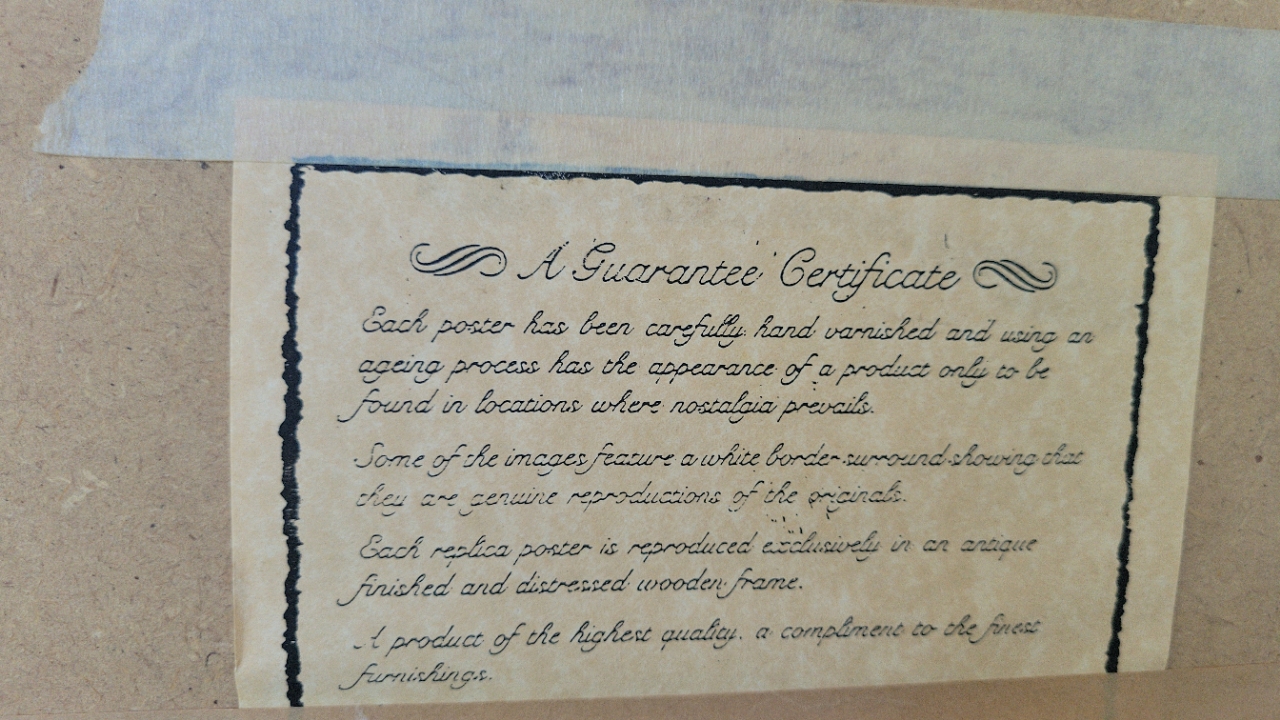 A Guarantee Certificate
Each poster has been carefully hand varnished and using an
ageing process has the appearance of a product only to be
found in locations where nostalgia prevails.
Some of the images feature a white border surround showing that
they are genuine reproductions of the originals.
Each replica poster is reproduced exclusively in an antique
finished and distressed wooden frame.
A product of the highest quality, a compliment to the finest
furnishings.